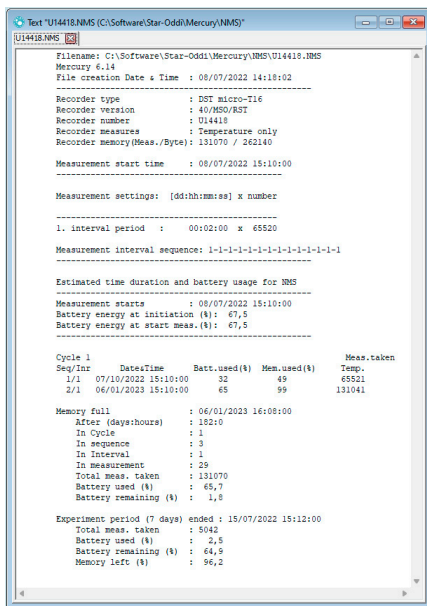 Text "U14418.NMS (C:\Software\Star-Oddi\Mercury\NMS)"
U14418.NMS
Filename: C:\Software\Star-Oddi\Mercury\NMS\U14418.NMS
Mercury 6.14
File creation Date & Time : 08/07/2022 14:18:02
--------------------------------------------------
Recorder type : DST micro-T16
Recorder version : 40/MSO/RST
Recorder number : U14418
Recorder measures : Temperature only
Recorder memory(Meas./Byte): 131070 / 262140
Measurement start time : 08/07/2022 15:10:00
--------------------------------------------
Measurement settings: [dd:hh:mm:ss] x number
--------------------------------------------
1. interval period : 00:02:00 x 65520
Measurement interval sequence: 1-1-1-1-1-1-1-1-1-1-1-1-1-1
--------------------------------------------------
Estimated time duration and battery usage for NMS
--------------------------------------------------
Measurement starts : 08/07/2022 15:10:00
Battery energy at initiation (%): 67,5
Battery energy at start meas.(%): 67,5
--------------------------------------------------
Cycle 1 Meas.taken
Seq/Inr Date&Time Batt.used(%) Mem.used(%) Temp.
1/1 07/10/2022 15:10:00 32 49 65521
2/1 06/01/2023 15:10:00 65 99 131041
Memory full : 06/01/2023 16:08:00
After (days:hours) : 182:0
In Cycle : 1
In sequence : 3
In Interval : 1
In measurement : 29
Total meas. taken : 131070
Battery used (%) : 65,7
Battery remaining (%) : 1,8
Experiment period (7 days) ended : 15/07/2022 15:12:00
Total meas. taken : 5042
Battery used (%) : 2,5
Battery remaining (%) : 64,9
Memory left (%) : 96,2